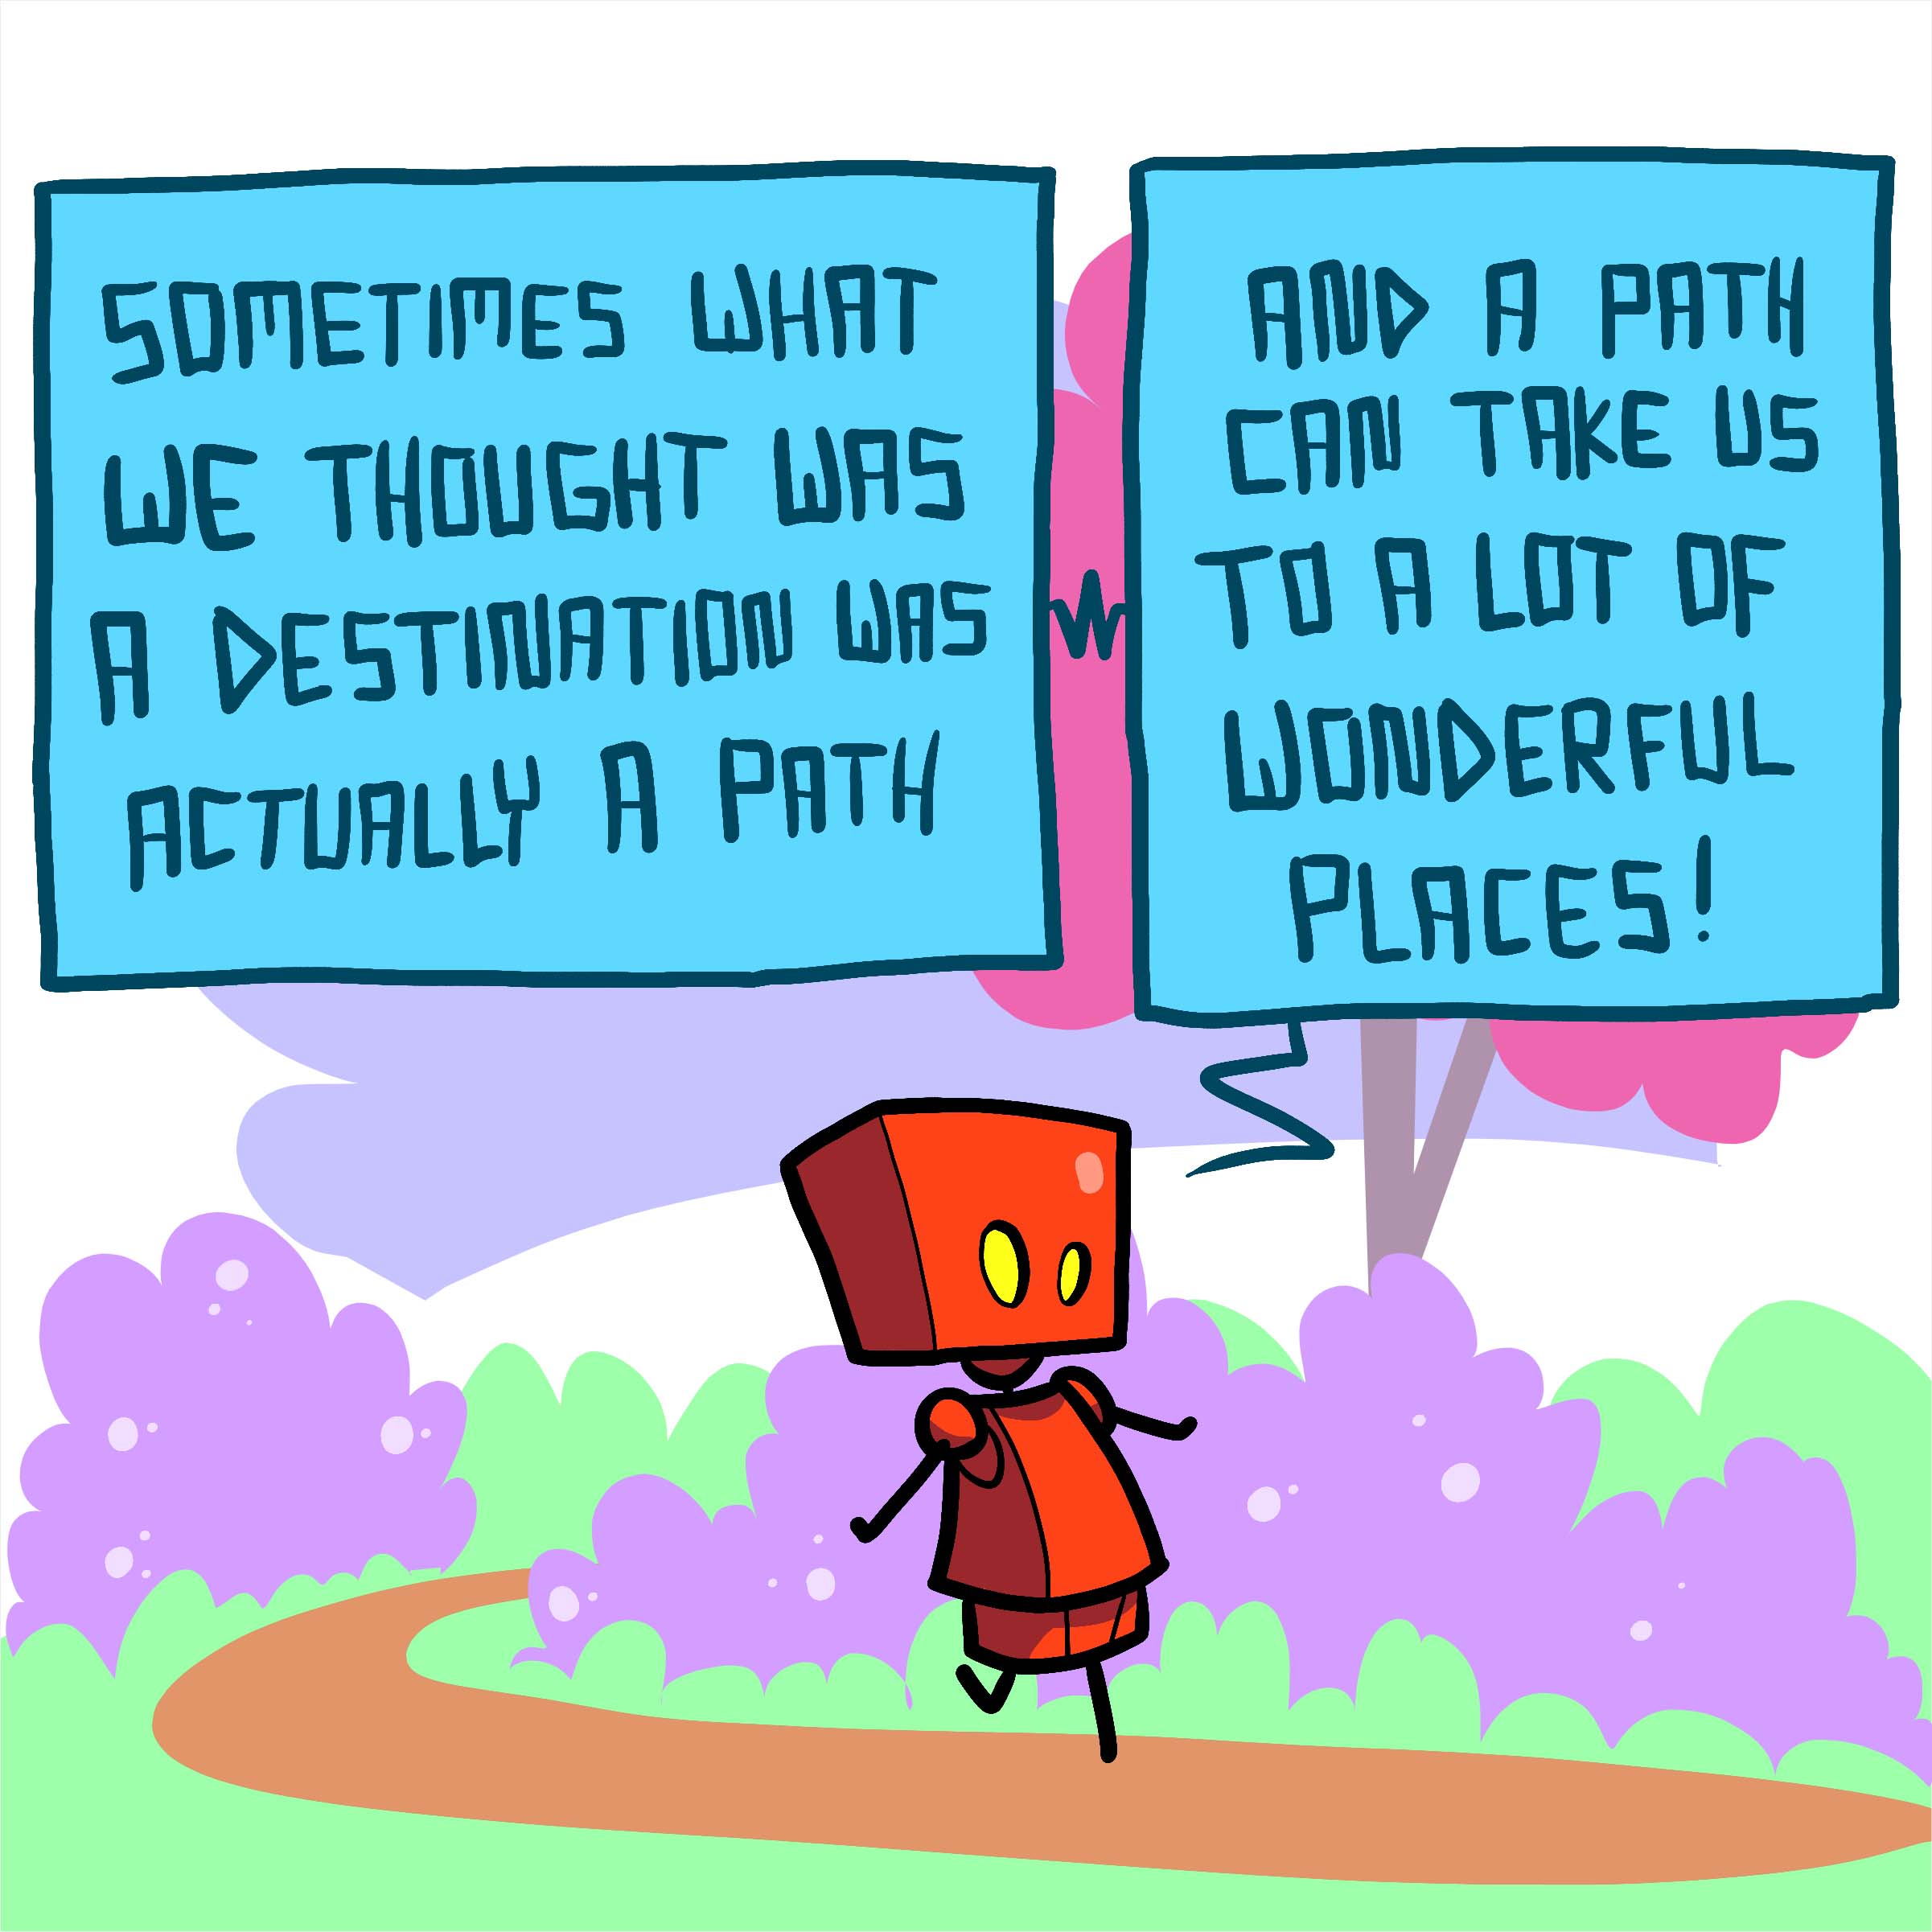 SOMETIMES WHAT
WE THOUGHT WAS
A DESTINATION WAS
ACTUALLY A PATH
AND A PATH
CAN TAKE US
TO A LOT OF
WONDERFUL
PLACES!